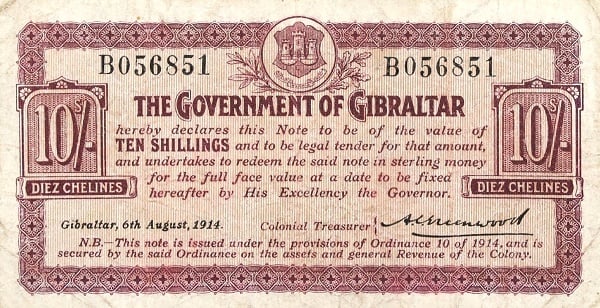 B056851 B056851
THE GOVERNMENT OF GIBRALTAR
hereby declares this Note to be of the value of
TEN SHILLINGS and to be legal tender for that amount,
and undertakes to redeem the said note in sterling money
for the full face value at a date to be fixed
hereafter by His Excellency the Governor.
10S/- 10S/-
DIEZ CHELINES DIEZ CHELINES
Gibraltar, 6th August, 1914. Colonial Treasurer AGreenwood
N.B.—This note is issued under the provisions of Ordinance 10 of 1914, and is
secured by the said Ordinance on the assets and general Revenue of the Colony.